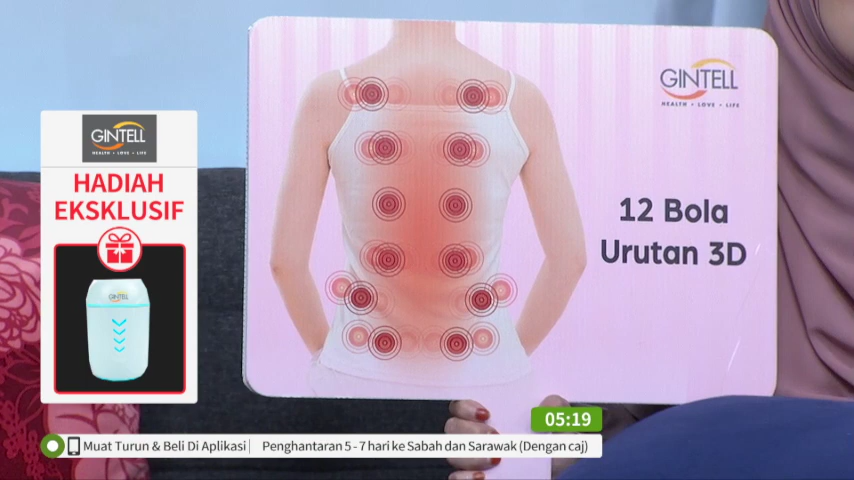 GINTELL
HEALTH • LOVE • LIFE
HADIAH
EKSKLUSIF
GINTELL
GINTELL
HEALTH • LOVE • LIFE
12 Bola
Urutan 3D
05:19
Muat Turun & Beli Di Aplikasi
Penghantaran 5 - 7 hari ke Sabah dan Sarawak (Dengan caj)